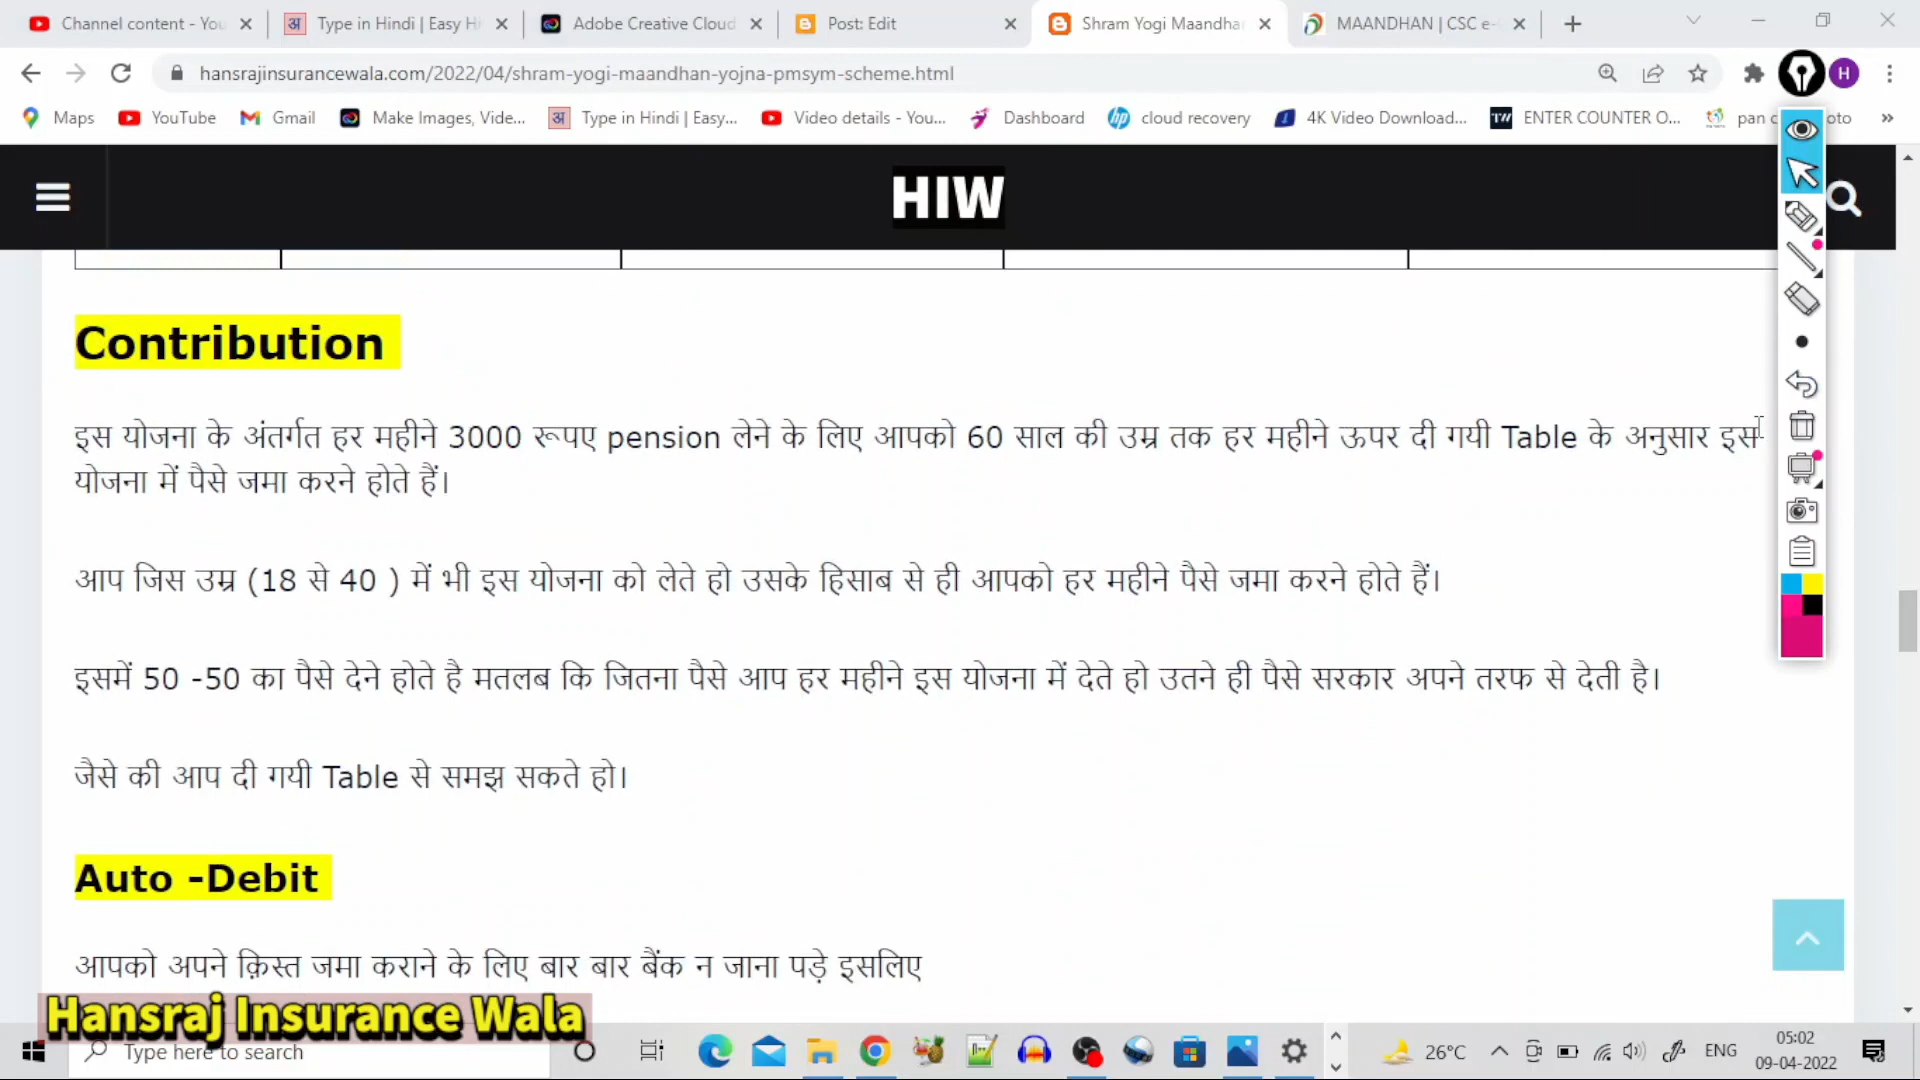 Channel content - You
Type in Hindi | Easy H
Adobe Creative Cloud
Post: Edit
Shram Yogi Maandha
MAANDHAN | CSC e-
hansrajinsurancewala.com/2022/04/shram-yogi-maandhan-yojna-pmsym-scheme.html
H
Maps
YouTube
Gmail
Make Images, Vide...
Type in Hindi | Easy...
Video details - You...
Dashboard
cloud recovery
4K Video Download...
ENTER COUNTER O...
pan
HIW
Contribution
इस योजना के अंतर्गत हर महीने 3000 रूपए pension लेने के लिए आपको 60 साल की उम्र तक हर महीने ऊपर दी गयी Table के अनुसार इस
योजना में पैसे जमा करने होते हैं।
आप जिस उम्र (18 से 40 ) में भी इस योजना को लेते हो उसके हिसाब से ही आपको हर महीने पैसे जमा करने होते हैं।
इसमें 50 -50 का पैसे देने होते है मतलब कि जितना पैसे आप हर महीने इस योजना में देते हो उतने ही पैसे सरकार अपने तरफ से देती है।
जैसे की आप दी गयी Table से समझ सकते हो।
Auto -Debit
आपको अपने क़िस्त जमा कराने के लिए बार बार बैंक न जाना पड़े इसलिए
Hansraj Insurance Wala
Type here to search
26°C
ENG
05:02
09-04-2022